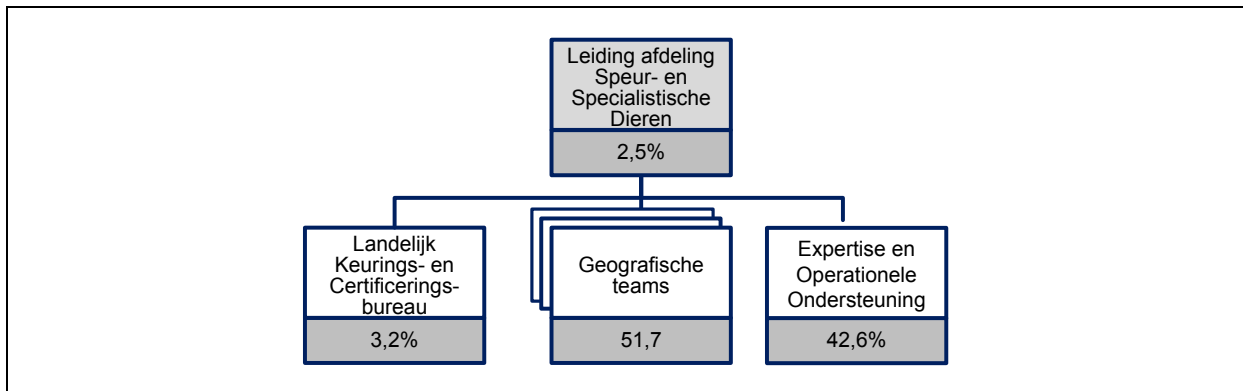 Leiding afdeling
Speur- en
Specialistische
Dieren
2,5%
Landelijk
Keurings- en
Certificerings-
bureau
3,2%
Geografische
teams
51,7
Expertise en
Operationele
Ondersteuning
42,6%